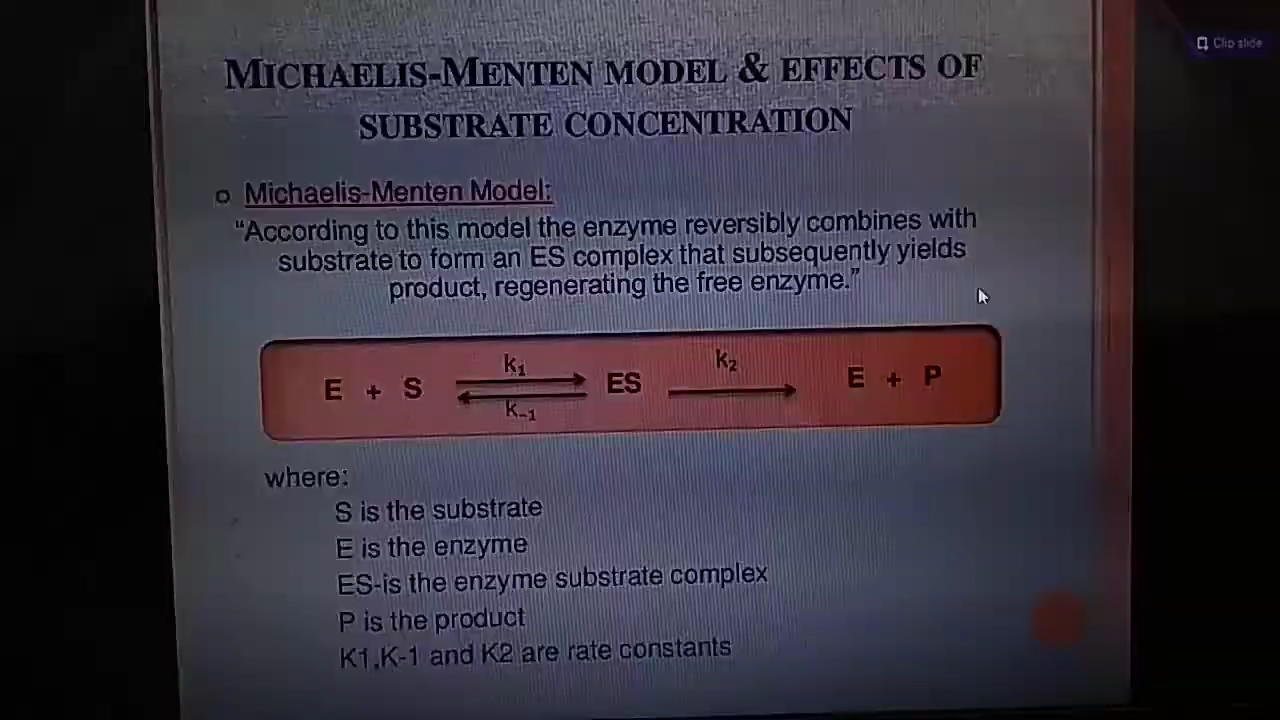 Clip slide
MICHAELIS-MENTEN MODEL & EFFECTS OF
SUBSTRATE CONCENTRATION
o Michaelis-Menten Model:
“According to this model the enzyme reversibly combines with
substrate to form an ES complex that subsequently yields
product, regenerating the free enzyme.”
k₁ k₂
E + S ES E + P
k₋₁
where:
S is the substrate
E is the enzyme
ES-is the enzyme substrate complex
P is the product
K1,K-1 and K2 are rate constants